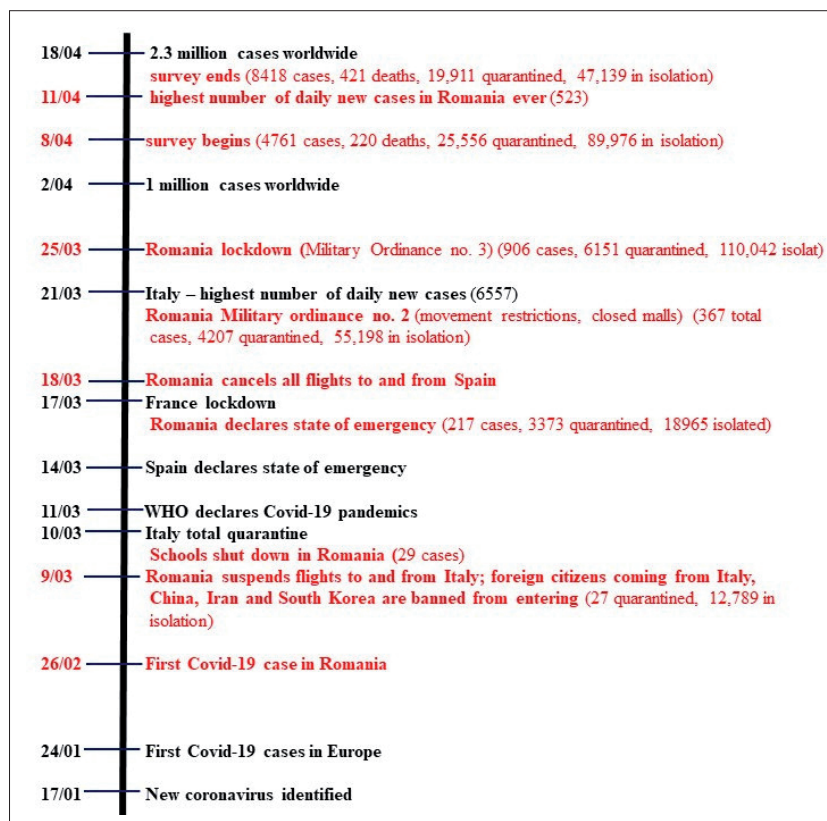 18/04 2.3 million cases worldwide
survey ends (8418 cases, 421 deaths, 19,911 quarantined, 47,139 in isolation)
11/04 highest number of daily new cases in Romania ever (523)
8/04 survey begins (4761 cases, 220 deaths, 25,556 quarantined, 89,976 in isolation)
2/04 1 million cases worldwide
25/03 Romania lockdown (Military Ordinance no. 3) (906 cases, 6151 quarantined, 110,042 isolat)
21/03 Italy – highest number of daily new cases (6557)
Romania Military ordinance no. 2 (movement restrictions, closed malls) (367 total
cases, 4207 quarantined, 55,198 in isolation)
18/03 Romania cancels all flights to and from Spain
17/03 France lockdown
Romania declares state of emergency (217 cases, 3373 quarantined, 18965 isolated)
14/03 Spain declares state of emergency
11/03 WHO declares Covid-19 pandemics
10/03 Italy total quarantine
Schools shut down in Romania (29 cases)
9/03 Romania suspends flights to and from Italy; foreign citizens coming from Italy,
China, Iran and South Korea are banned from entering (27 quarantined, 12,789 in
isolation)
26/02 First Covid-19 case in Romania
24/01 First Covid-19 cases in Europe
17/01 New coronavirus identified